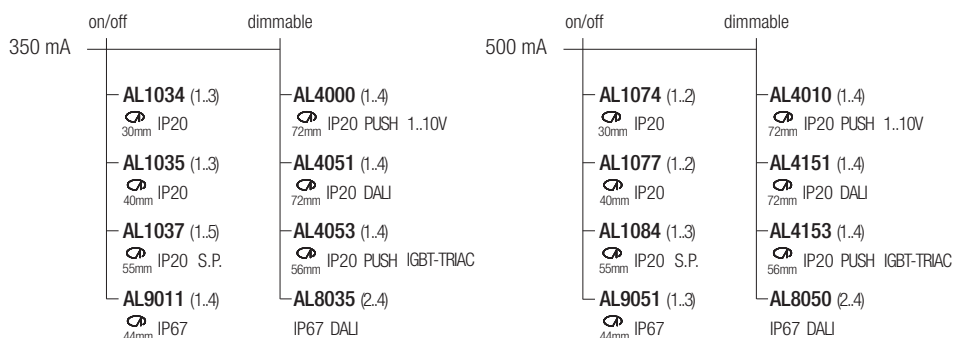 on/off dimmable
350 mA
AL1034 (1..3) AL4000 (1..4)
30mm IP20 72mm IP20 PUSH 1..10V
AL1035 (1..3) AL4051 (1..4)
40mm IP20 72mm IP20 DALI
AL1037 (1..5) AL4053 (1..4)
55mm IP20 S.P. 56mm IP20 PUSH IGBT-TRIAC
AL9011 (1..4) AL8035 (2..4)
44mm IP67 IP67 DALI
on/off dimmable
500 mA
AL1074 (1..2) AL4010 (1..4)
30mm IP20 72mm IP20 PUSH 1..10V
AL1077 (1..2) AL4151 (1..4)
40mm IP20 72mm IP20 DALI
AL1084 (1..3) AL4153 (1..4)
55mm IP20 S.P. 56mm IP20 PUSH IGBT-TRIAC
AL9051 (1..3) AL8050 (2..4)
44mm IP67 IP67 DALI